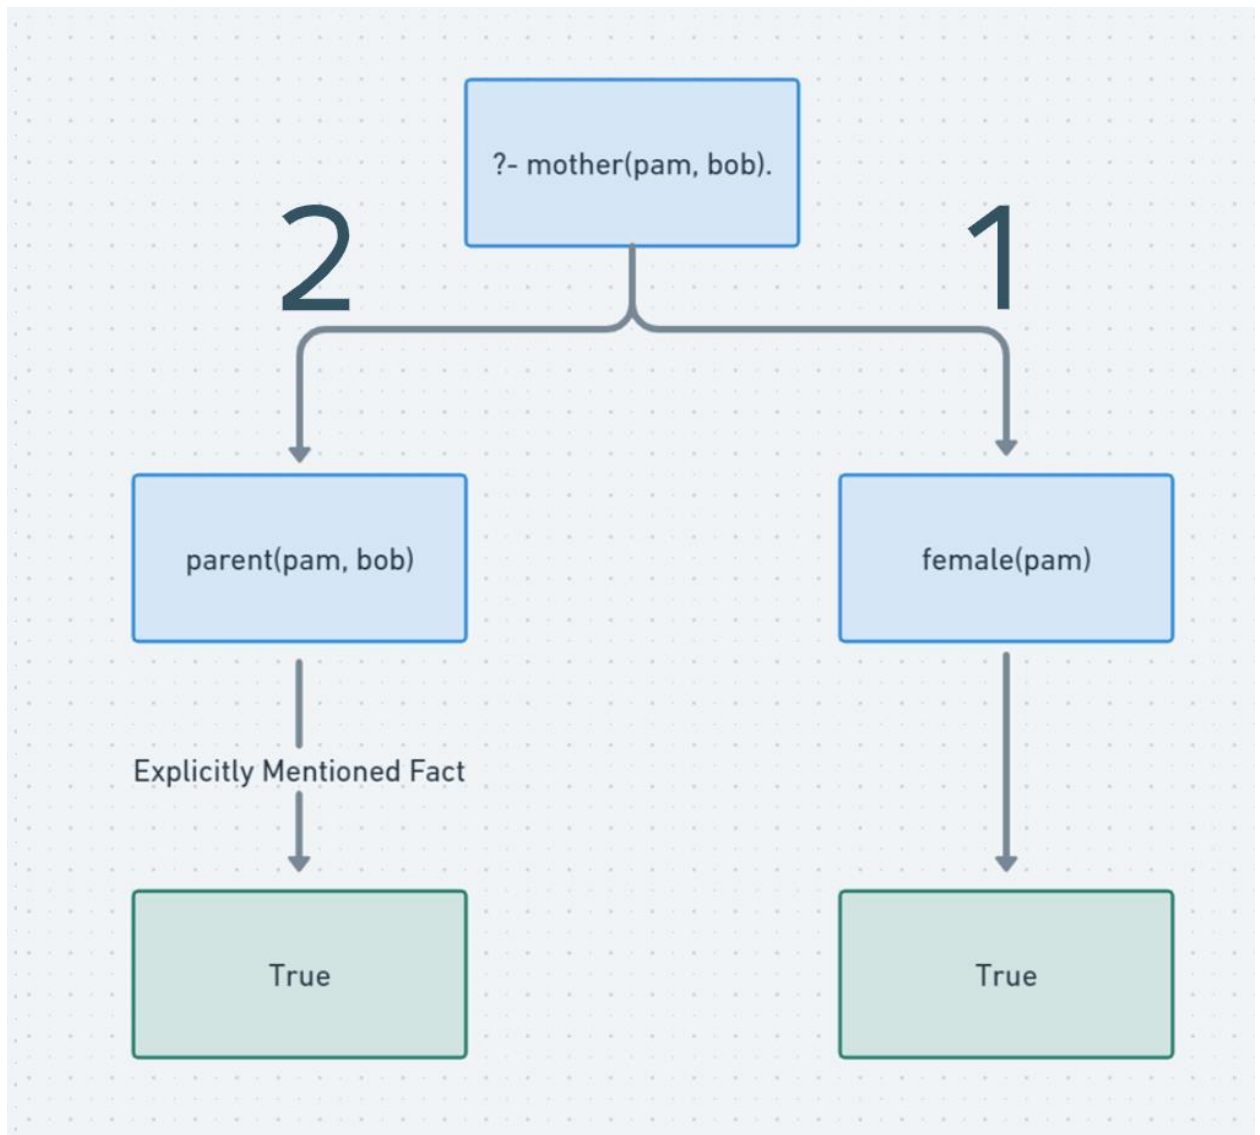 ?- mother(pam, bob).
2
1
parent(pam, bob)
female(pam)
Explicitly Mentioned Fact
True
True